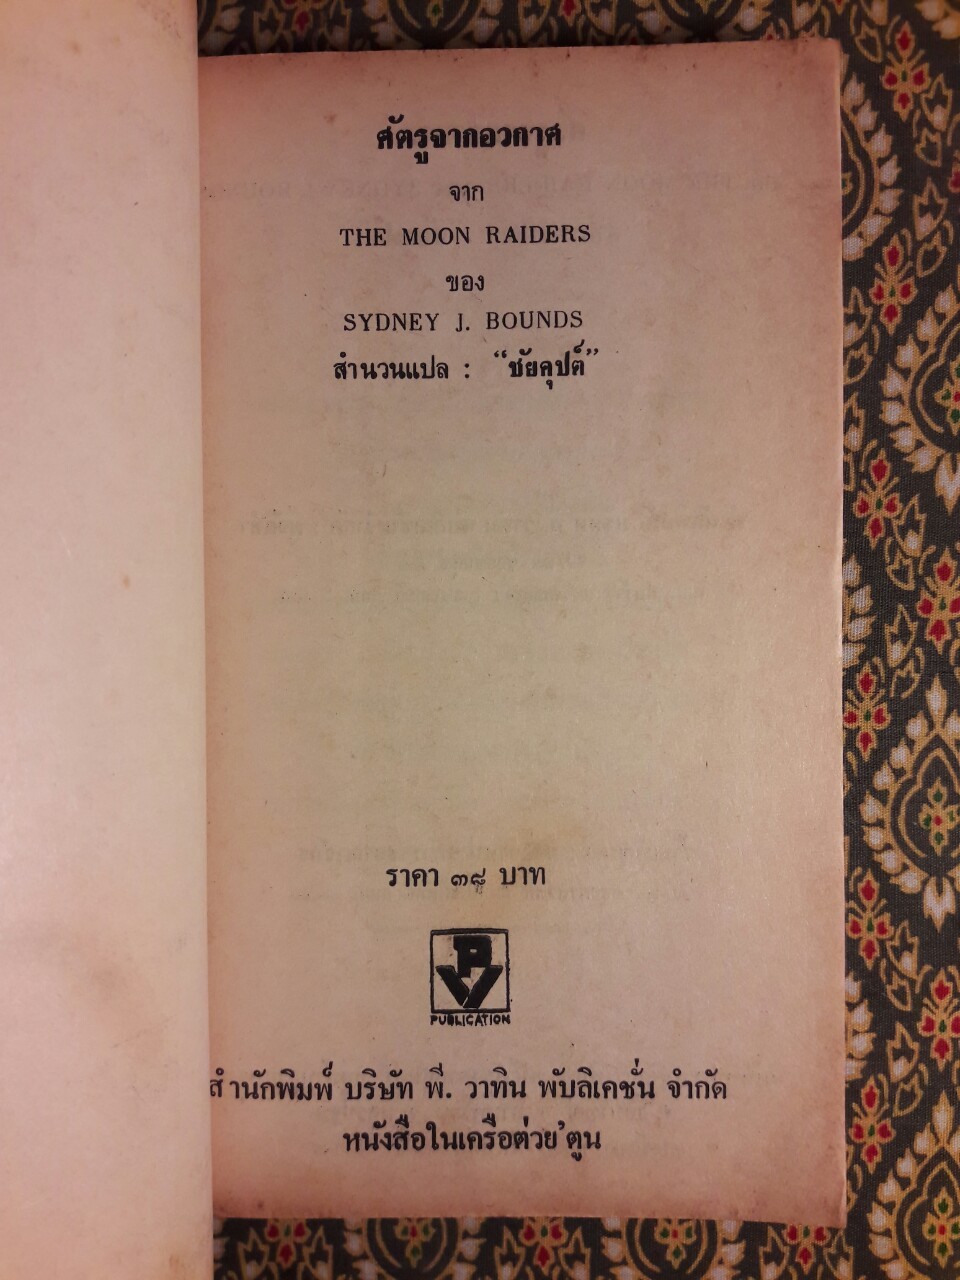 ศัตรูจากอวกาศ
จาก
THE MOON RAIDERS
ของ
SYDNEY J. BOUNDS
สำนวนแปล : “ชัยคุปต์”
ราคา ๓๘ บาท
PV
PUBLICATION
สำนักพิมพ์ บริษัท พี. วาทิน พับลิเคชั่น จำกัด
หนังสือในเครือต่วย'ตูน